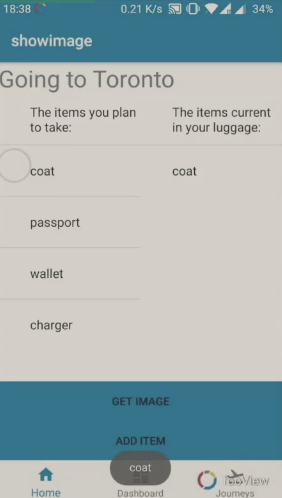 18:38 0.21 K/s 34%
showimage
Going to Toronto
The items you plan
to take:
The items current
in your luggage:
coat
coat
passport
wallet
charger
GET IMAGE
ADD ITEM
coat
Home
Dashboard
Journeys